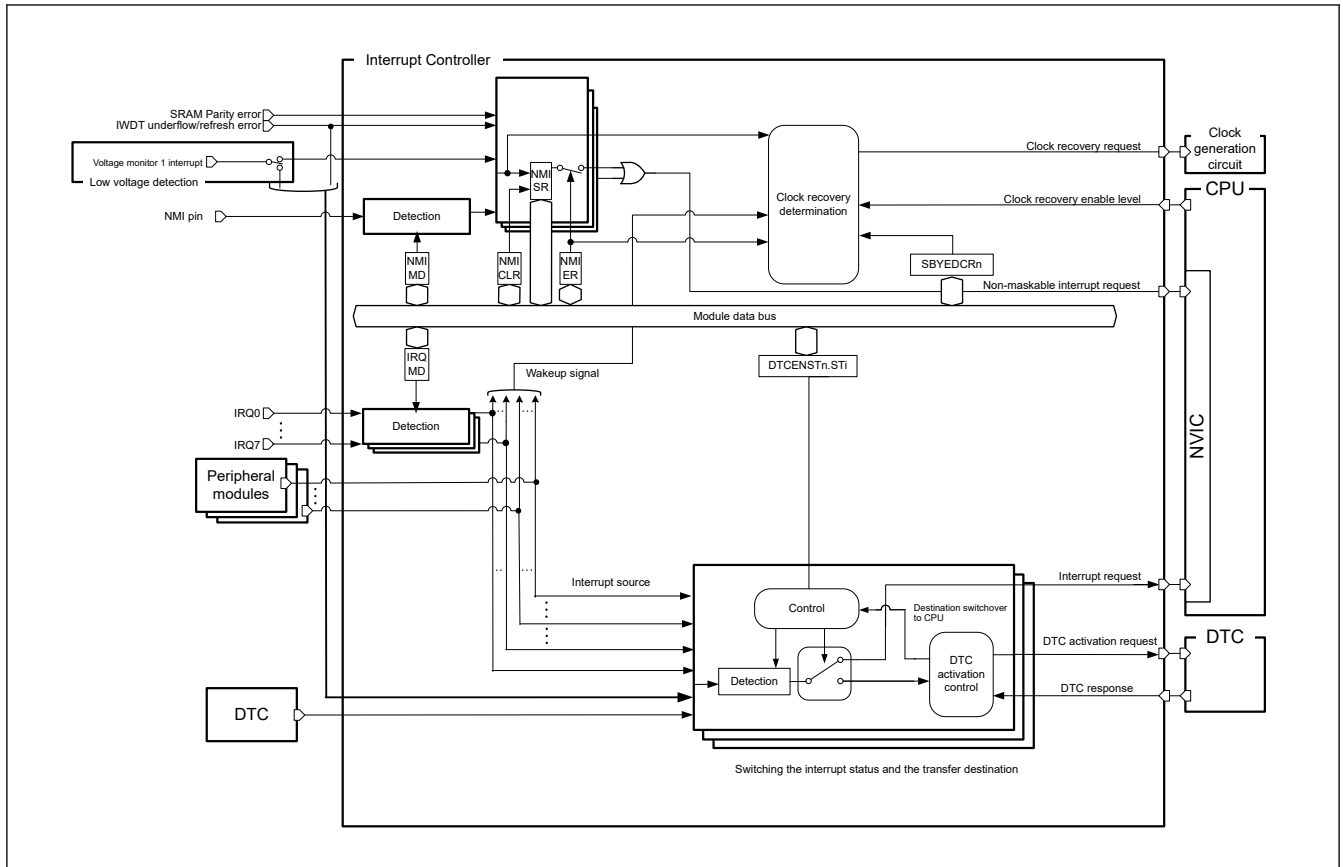 Interrupt Controller
SRAM Parity error
IWDT underflow/refresh error
Voltage monitor 1 interrupt
Low voltage detection
NMI pin
Detection
NMI
SR
NMI
MD
NMI
CLR
NMI
ER
Clock recovery
determination
SBYEDCRn
Clock recovery request
Clock
generation
circuit
Clock recovery enable level
CPU
Non-maskable interrupt request
NVIC
Module data bus
IRQ
MD
Wakeup signal
DTCENSTn.STi
IRQ0
IRQ7
Detection
Peripheral
modules
Interrupt source
Control
Destination switchover
to CPU
Detection
DTC
activation
control
Interrupt request
DTC activation request
DTC response
DTC
DTC
Switching the interrupt status and the transfer destination